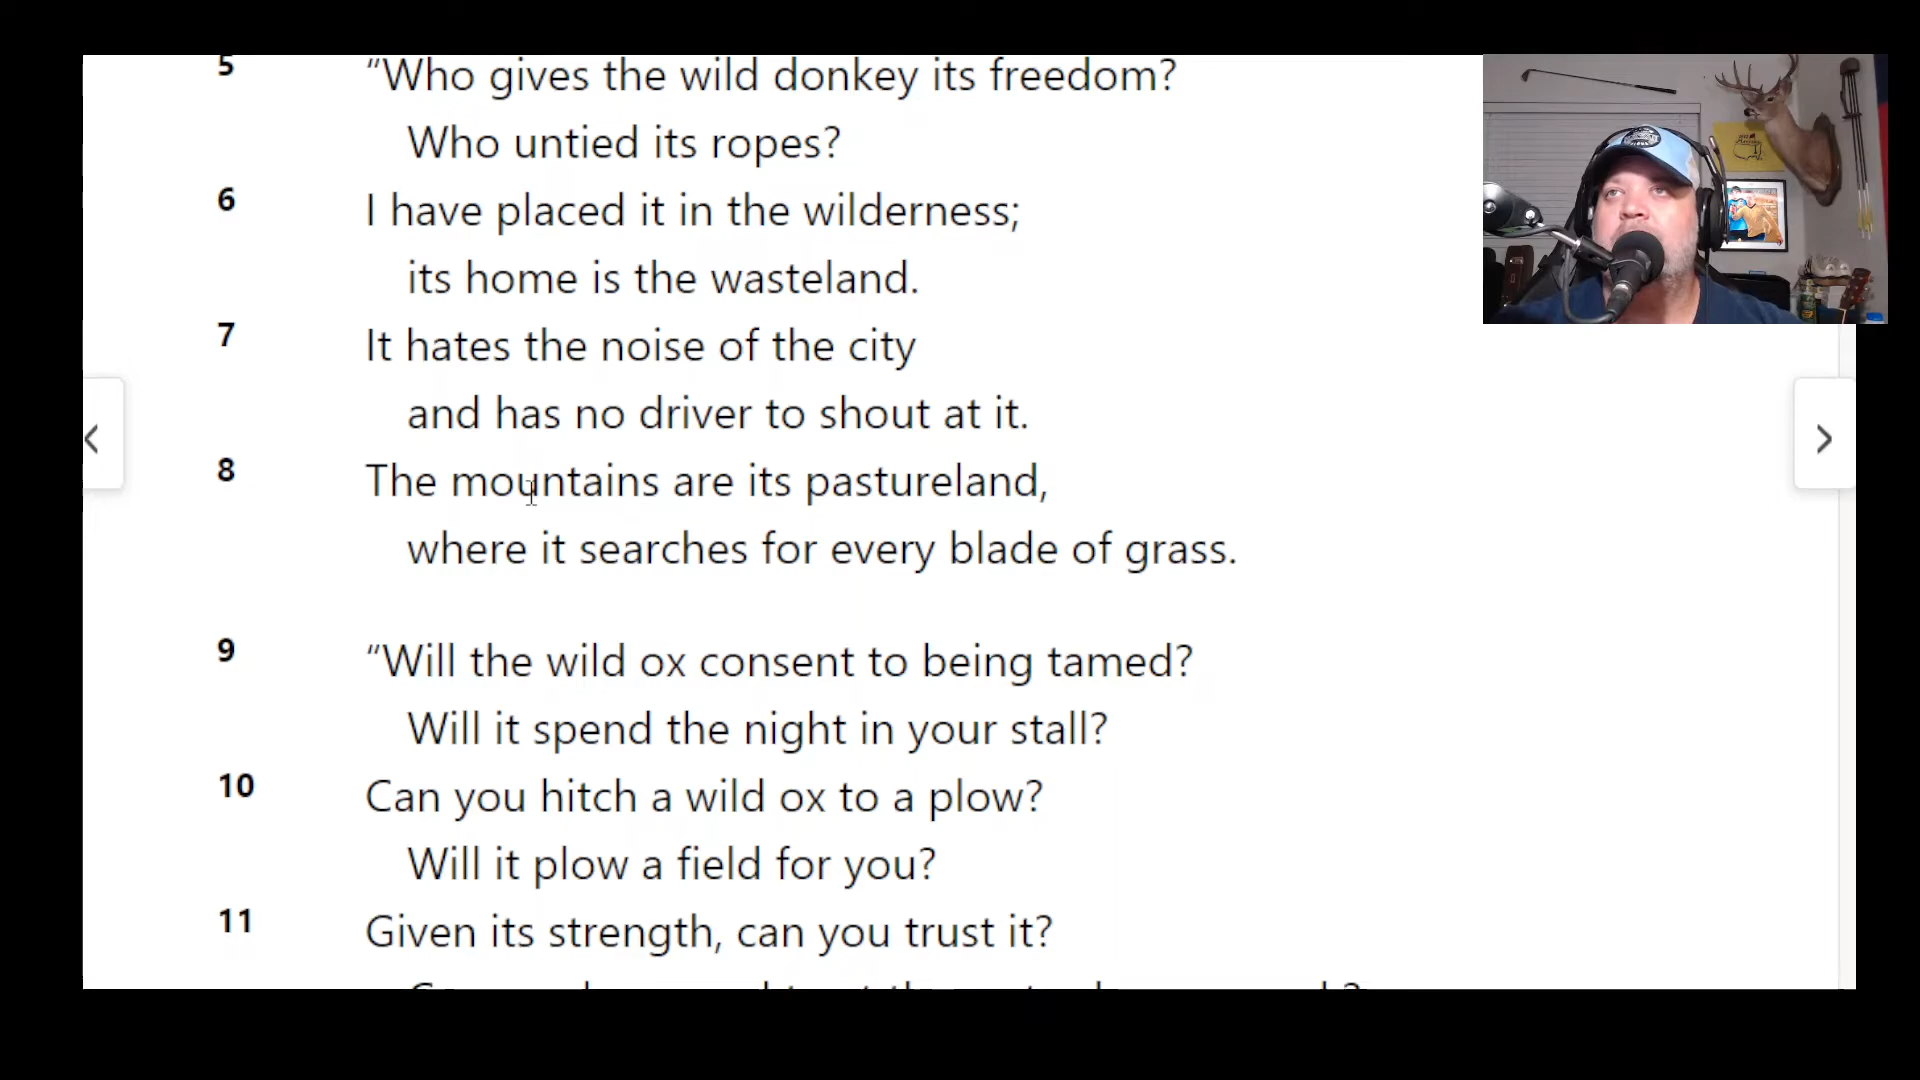 5 “Who gives the wild donkey its freedom?
Who untied its ropes?
6 I have placed it in the wilderness;
its home is the wasteland.
7 It hates the noise of the city
and has no driver to shout at it.
8 The mountains are its pastureland,
where it searches for every blade of grass.
9 “Will the wild ox consent to being tamed?
Will it spend the night in your stall?
10 Can you hitch a wild ox to a plow?
Will it plow a field for you?
11 Given its strength, can you trust it?